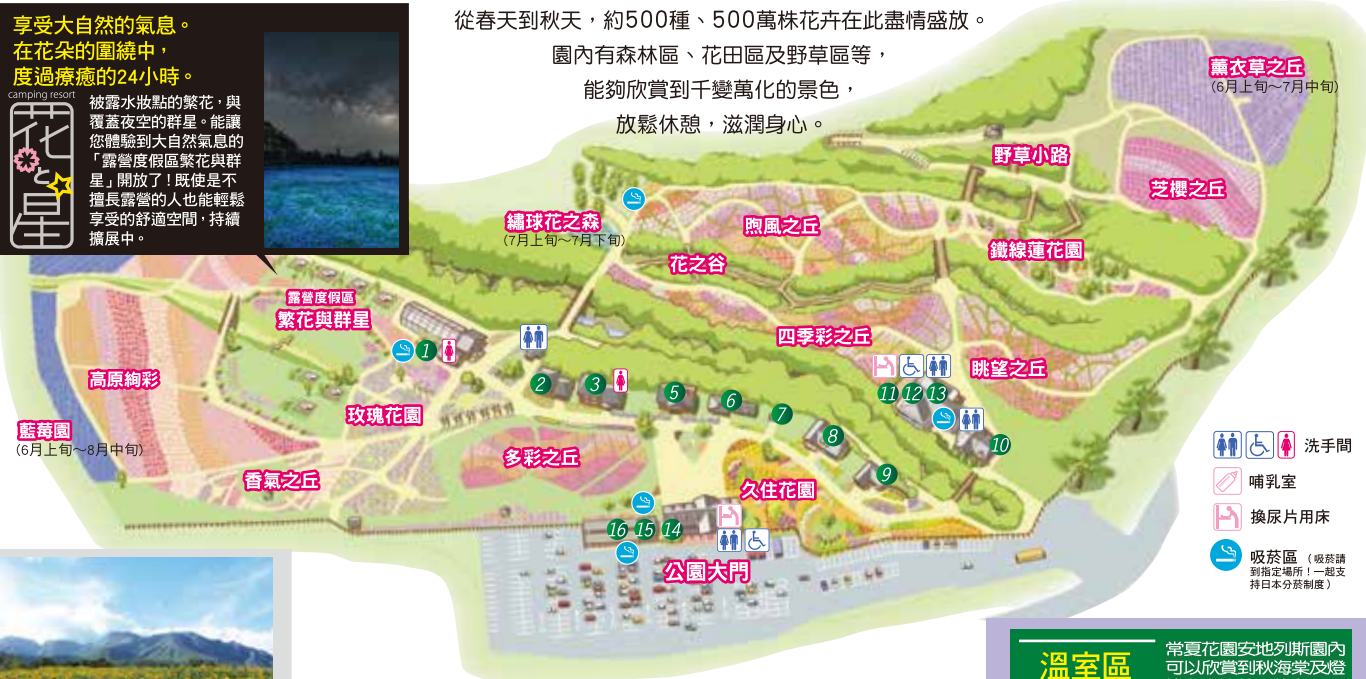 享受大自然的氣息。
在花朵的圍繞中，
度過療癒的24小時。
camping resort
花と星
被露水妝點的繁花，與
覆蓋夜空的群星。能讓
您體驗到大自然氣息的
「露營度假區繁花與群
星」開放了！既使是不
擅長露營的人也能輕鬆
享受的舒適空間，持續
擴展中。
從春天到秋天，約500種、500萬株花卉在此盡情盛放。
園內有森林區、花田區及野草區等，
能夠欣賞到千變萬化的景色，
放鬆休憩，滋潤身心。
薰衣草之丘
(6月上旬～7月中旬)
野草小路
芝櫻之丘
繡球花之森
(7月上旬～7月下旬)
煦風之丘
鐵線蓮花園
花之谷
露營度假區
繁花與群星
四季彩之丘
眺望之丘
高原絢彩
玫瑰花園
藍莓園
(6月上旬～8月中旬)
香氣之丘
多彩之丘
久住花園
公園大門
1
2
3
5
6
7
8
9
10
11 12 13
16 15 14
洗手間
哺乳室
換尿片用床
吸菸區（吸菸請
到指定場所！一起支
持日本分菸制度）
溫室區
常夏花園安地列斯園內
可以欣賞到秋海棠及燈